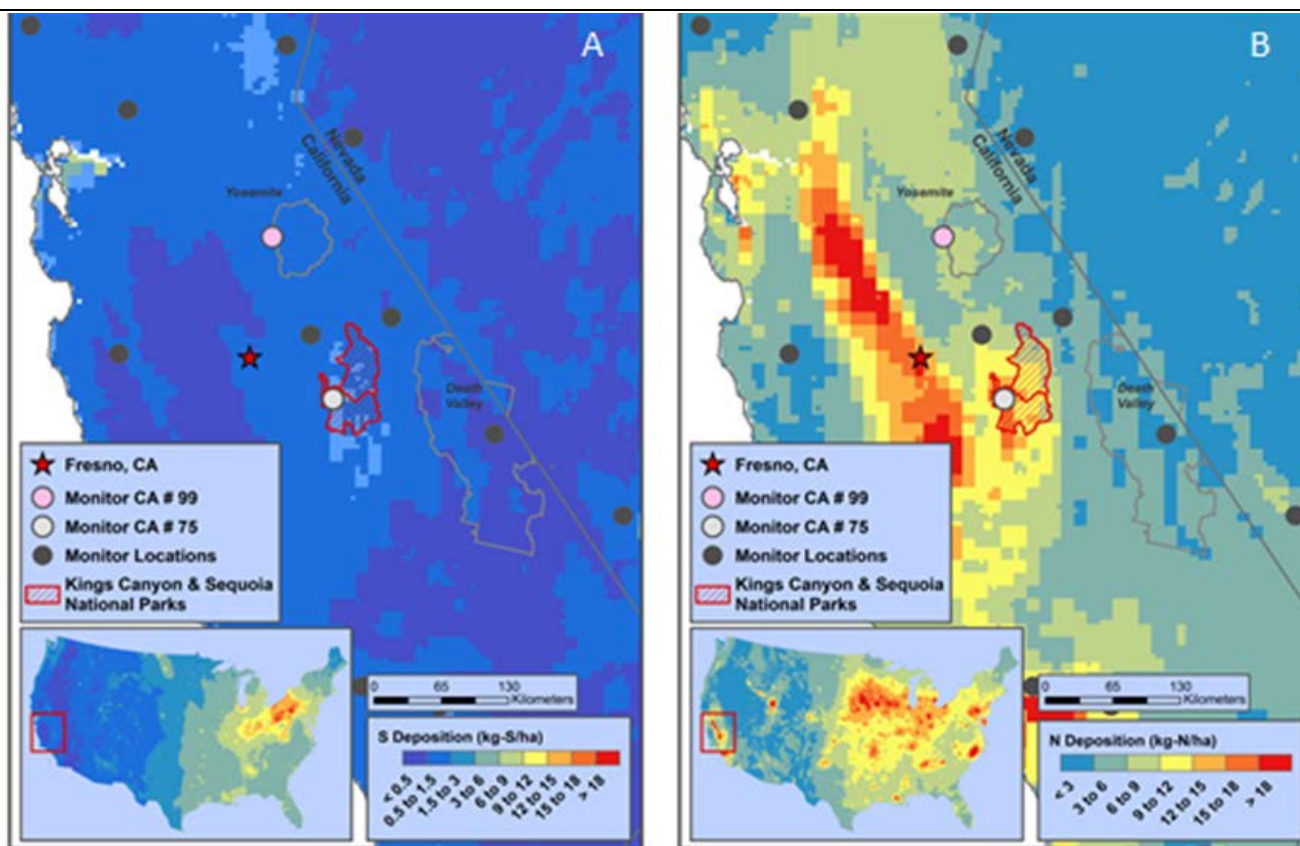 A
Nevada
California
Yosemite
Death
Valley
Fresno, CA
Monitor CA # 99
Monitor CA # 75
Monitor Locations
Kings Canyon & Sequoia
National Parks
0 65 130
Kilometers
S Deposition (kg-S/ha)
< 0.5
0.5 to 1.5
1.5 to 3
3 to 6
6 to 9
9 to 12
12 to 15
15 to 18
> 18
B
Nevada
California
Yosemite
Death
Valley
Fresno, CA
Monitor CA # 99
Monitor CA # 75
Monitor Locations
Kings Canyon & Sequoia
National Parks
0 65 130
Kilometers
N Deposition (kg-N/ha)
< 3
3 to 6
6 to 9
9 to 12
12 to 15
15 to 18
> 18